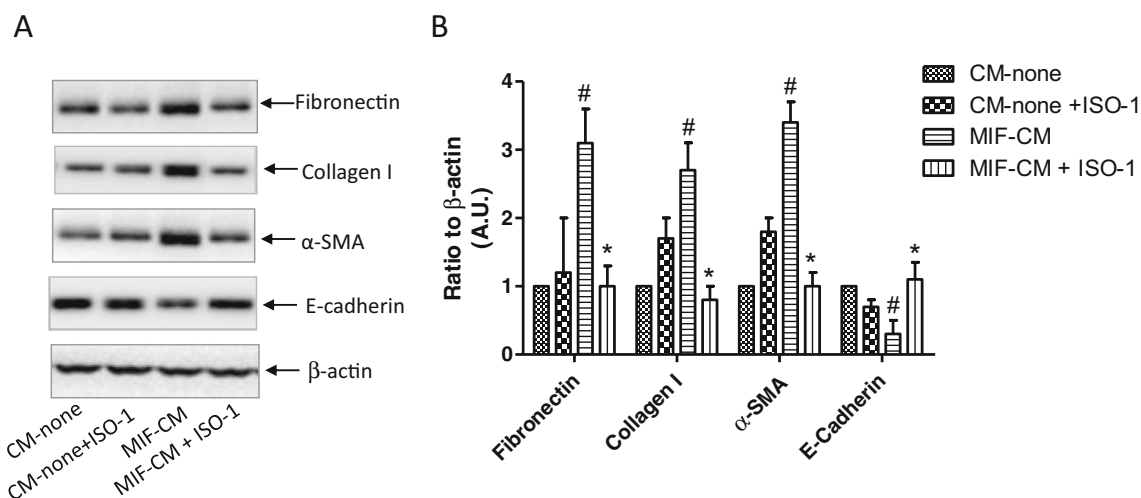 A
Fibronectin
Collagen I
α-SMA
E-cadherin
β-actin
CM-none
CM-none+ISO-1
MIF-CM
MIF-CM + ISO-1
B
Ratio to β-actin
(A.U.)
4
3
2
1
0
#
*
#
*
#
*
#
*
Fibronectin
Collagen I
α-SMA
E-Cadherin
CM-none
CM-none +ISO-1
MIF-CM
MIF-CM + ISO-1